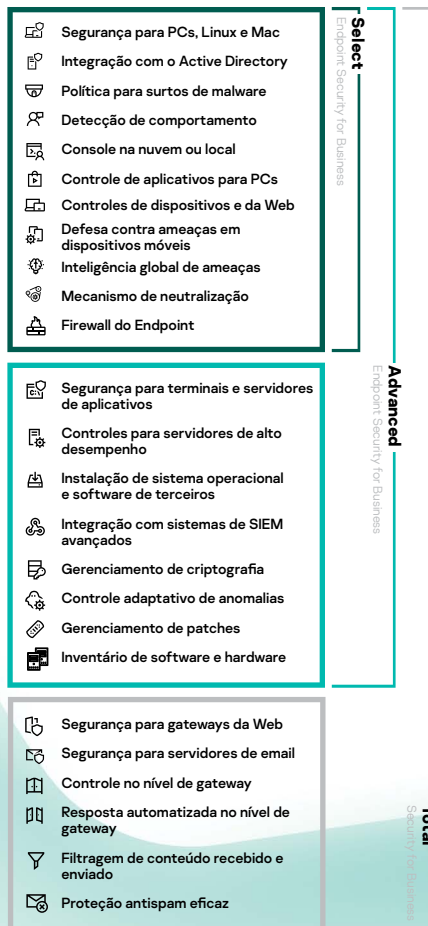 Segurança para PCs, Linux e Mac
Integração com o Active Directory
Política para surtos de malware
Detecção de comportamento
Console na nuvem ou local
Controle de aplicativos para PCs
Controles de dispositivos e da Web
Defesa contra ameaças em
dispositivos móveis
Inteligência global de ameaças
Mecanismo de neutralização
Firewall do Endpoint
Select
Endpoint Security for Business
Segurança para terminais e servidores
de aplicativos
Controles para servidores de alto
desempenho
Instalação de sistema operacional
e software de terceiros
Integração com sistemas de SIEM
avançados
Gerenciamento de criptografia
Controle adaptativo de anomalias
Gerenciamento de patches
Inventário de software e hardware
Advanced
Endpoint Security for Business
Segurança para gateways da Web
Segurança para servidores de email
Controle no nível de gateway
Resposta automatizada no nível de
gateway
Filtragem de conteúdo recebido e
enviado
Proteção antispam eficaz
Total
Security for Business